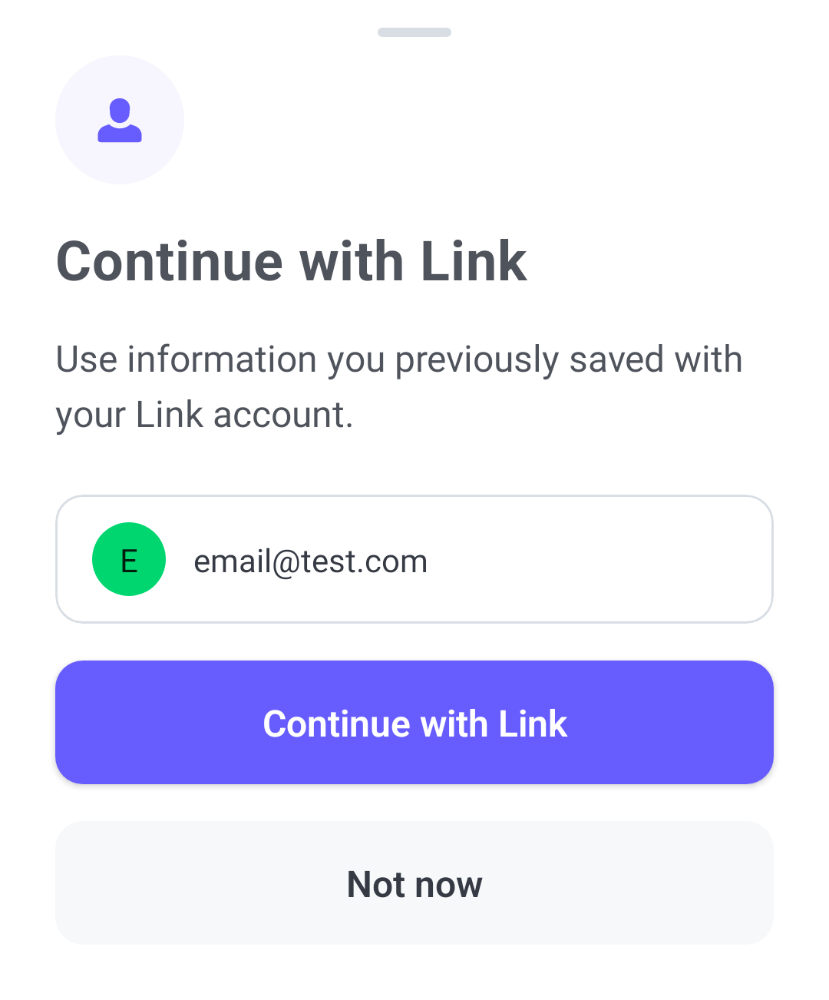 Continue with Link
Use information you previously saved with
your Link account.
E
email@test.com
Continue with Link
Not now